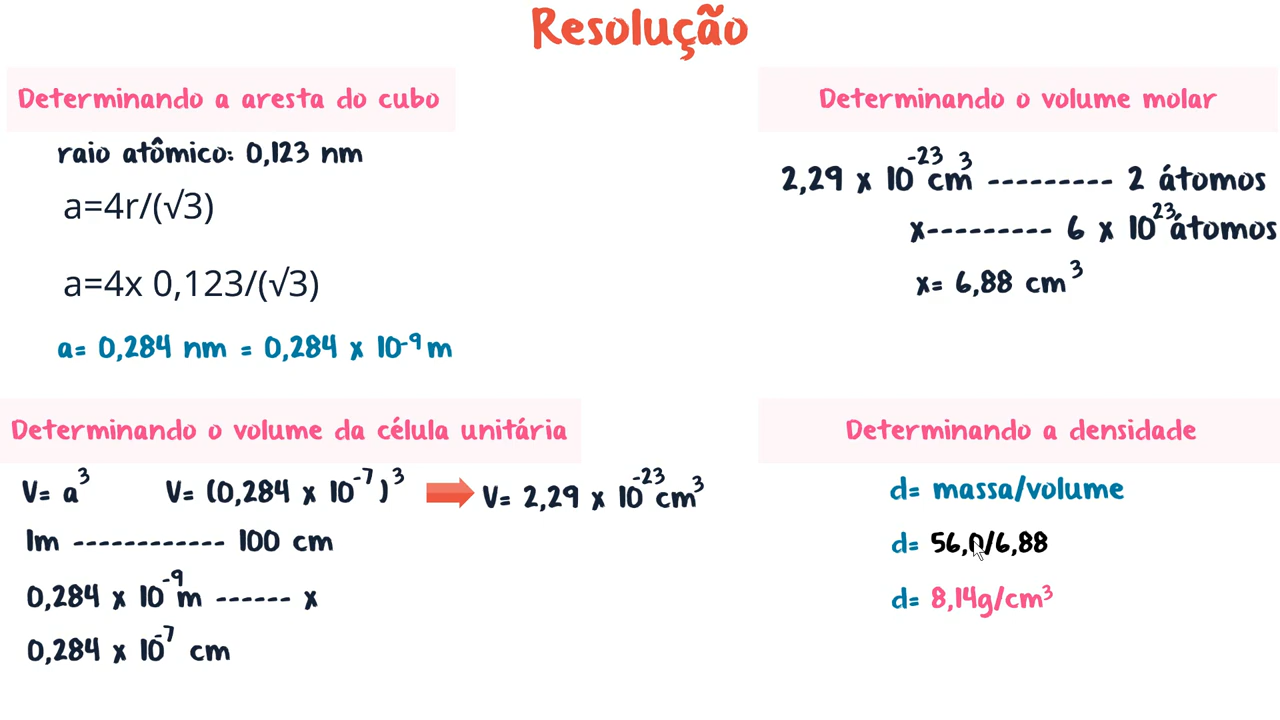 Resolução
Determinando a aresta do cubo
raio atômico: 0,123 nm
a=4r/(√3)
a=4x 0,123/(√3)
a= 0,284 nm = 0,284 x 10⁻⁹ m
Determinando o volume molar
2,29 x 10⁻²³ cm³ --------- 2 átomos
x--------- 6 x 10²³ átomos
x= 6,88 cm³
Determinando o volume da célula unitária
V= a³ V= (0,284 x 10⁻⁷)³ V= 2,29 x 10⁻²³ cm³
1m ------------ 100 cm
0,284 x 10⁻⁹ m ------ x
0,284 x 10⁻⁷ cm
Determinando a densidade
d= massa/volume
d= 56,0/6,88
d= 8,14g/cm³